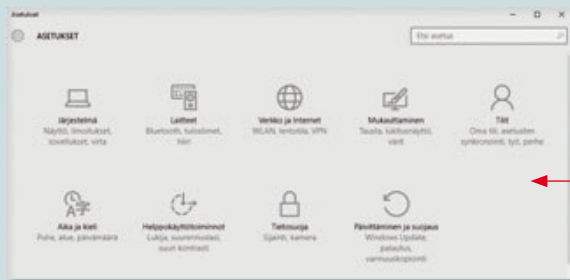 Asetukset
ASETUKSET
Etsi asetus
Järjestelmä
Näyttö, ilmoitukset,
sovellukset, virta
Laitteet
Bluetooth, tulostimet,
hiiri
Verkko ja Internet
WLAN, lentotila, VPN
Mukauttaminen
Tausta, lukitusnäyttö,
värit
Tilit
Oma tili, asetusten
synkronointi, työ, perhe
Aika ja kieli
Puhe, alue, päivämäärä
Helppokäyttötoiminnot
Lukija, suurennuslasi,
suuri kontrasti
Tietosuoja
Sijainti, kamera
Päivittäminen ja suojaus
Windows Update,
palautus,
varmuuskopiointi